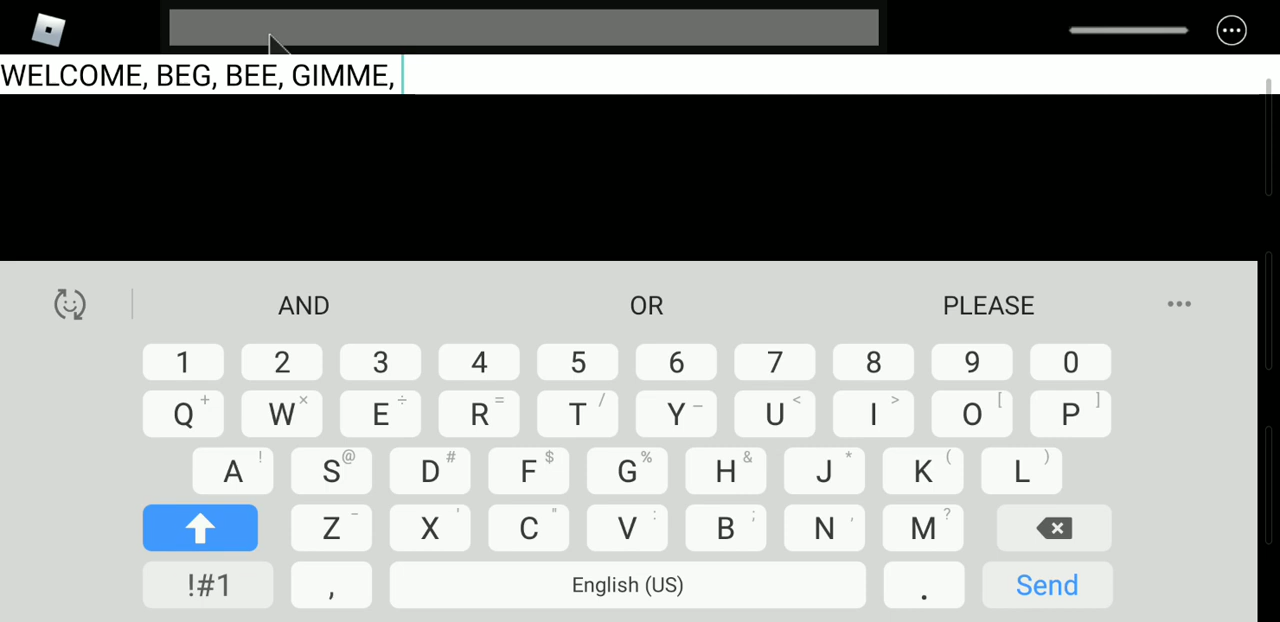 WELCOME, BEG, BEE, GIMME,
AND OR PLEASE
1 2 3 4 5 6 7 8 9 0
Q + W × E ÷ R = T / Y _ U < I > O [ P ]
A ! S @ D # F $ G % H & J * K ( L )
Z - X ' C " V : B ; N , M ?
!#1 , English (US) . Send